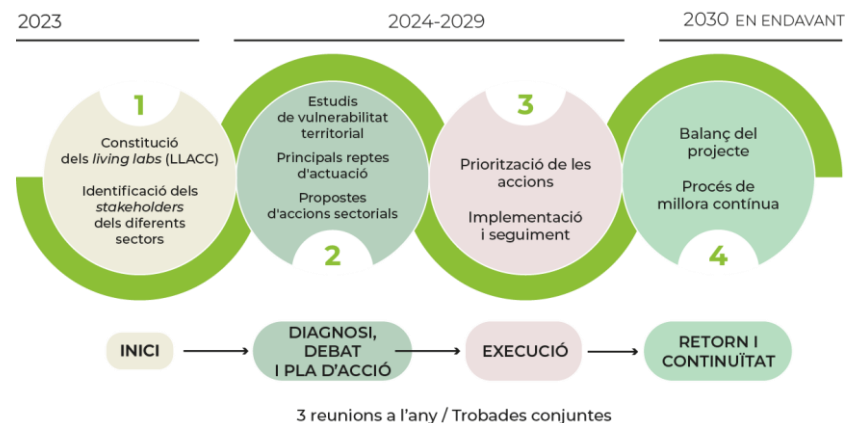 2023
2024-2029
2030 EN ENDAVANT
1
Constitució
dels living labs (LLACC)
Identificació dels
stakeholders
dels diferents
sectors
Estudis
de vulnerabilitat
territorial
Principals reptes
d'actuació
Propostes
d'accions sectorials
2
3
Priorització de les
accions
Implementació
i seguiment
Balanç del
projecte
Procés de
millora contínua
4
INICI
DIAGNOSI,
DEBAT
I PLA D'ACCIÓ
EXECUCIÓ
RETORN I
CONTINUÏTAT
3 reunions a l'any / Trobades conjuntes